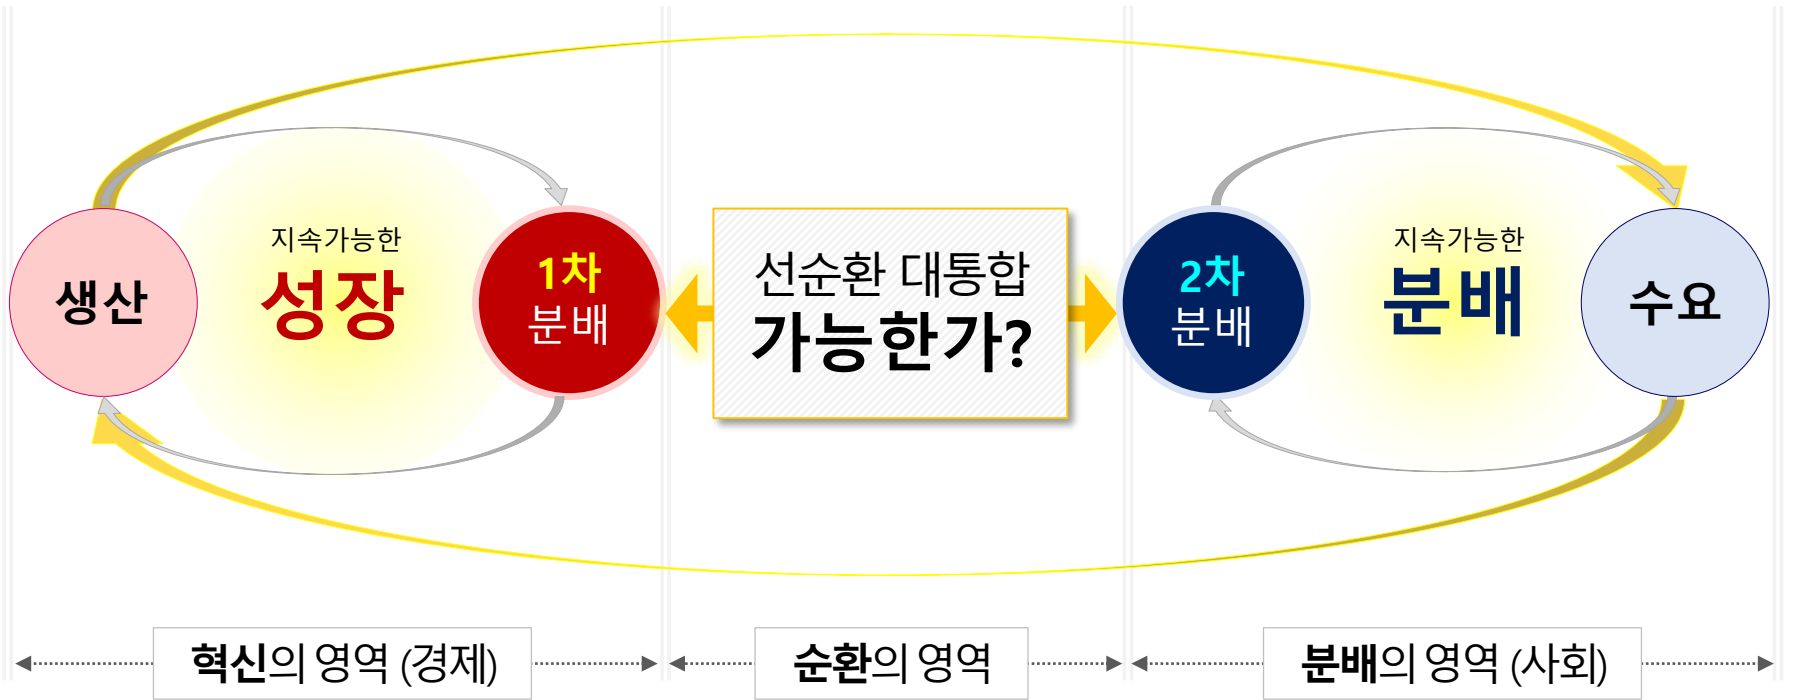 생산
지속가능한
성장
1차
분배
선순환 대통합
가능한가?
2차
분배
지속가능한
분배
수요
혁신의 영역 (경제)
순환의 영역
분배의 영역 (사회)